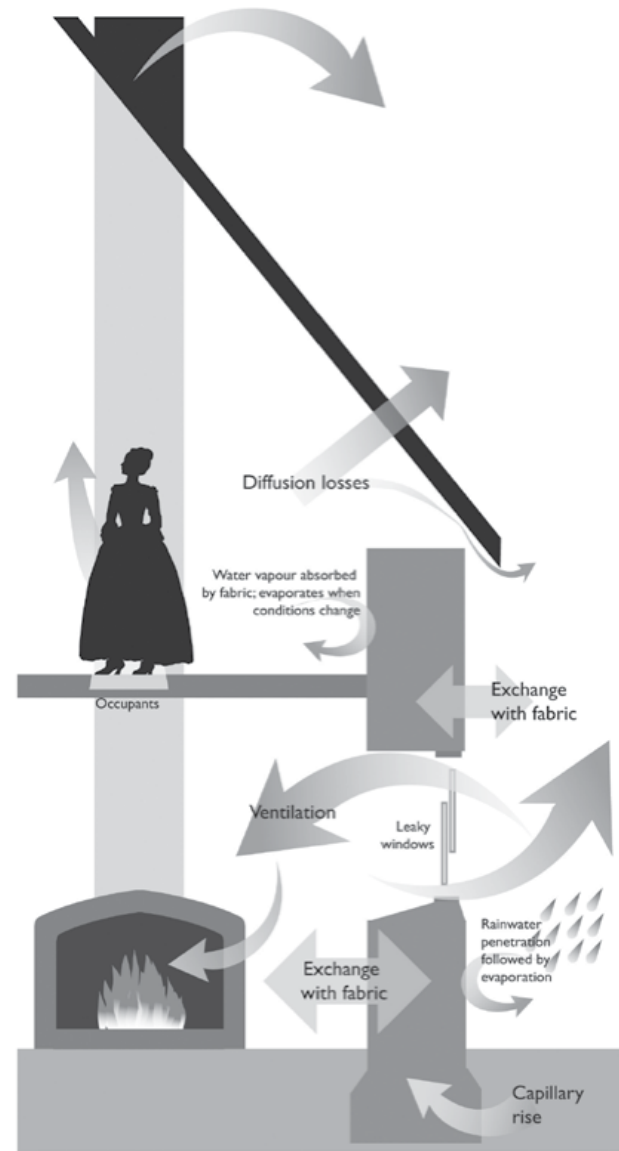 Diffusion losses
Water vapour absorbed
by fabric; evaporates when
conditions change
Occupants
Exchange
with fabric
Ventilation
Leaky
windows
Rainwater
penetration
followed by
evaporation
Exchange
with fabric
Capillary
rise